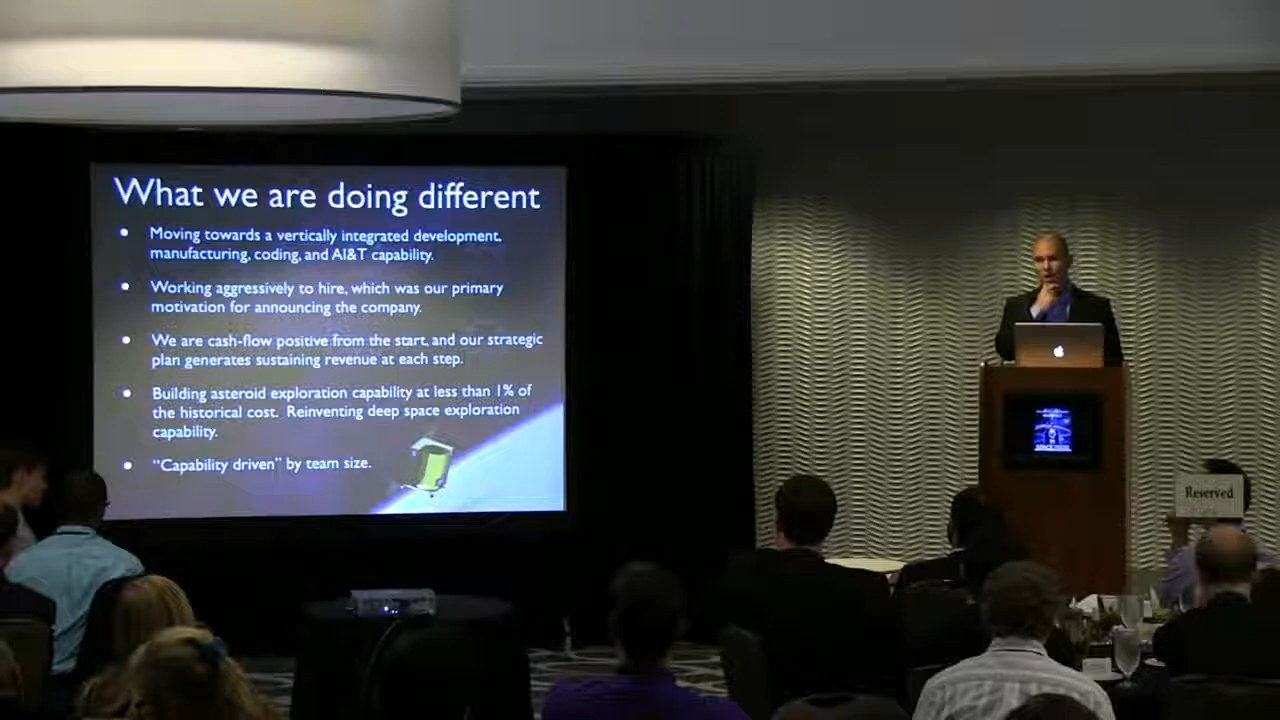 What we are doing different
• Moving towards a vertically integrated development,
manufacturing, coding, and AI&T capability.
• Working aggressively to hire, which was our primary
motivation for announcing the company.
• We are cash-flow positive from the start, and our strategic
plan generates sustaining revenue at each step.
• Building asteroid exploration capability at less than 1% of
the historical cost. Reinventing deep space exploration
capability.
• “Capability driven” by team size.
Reserved